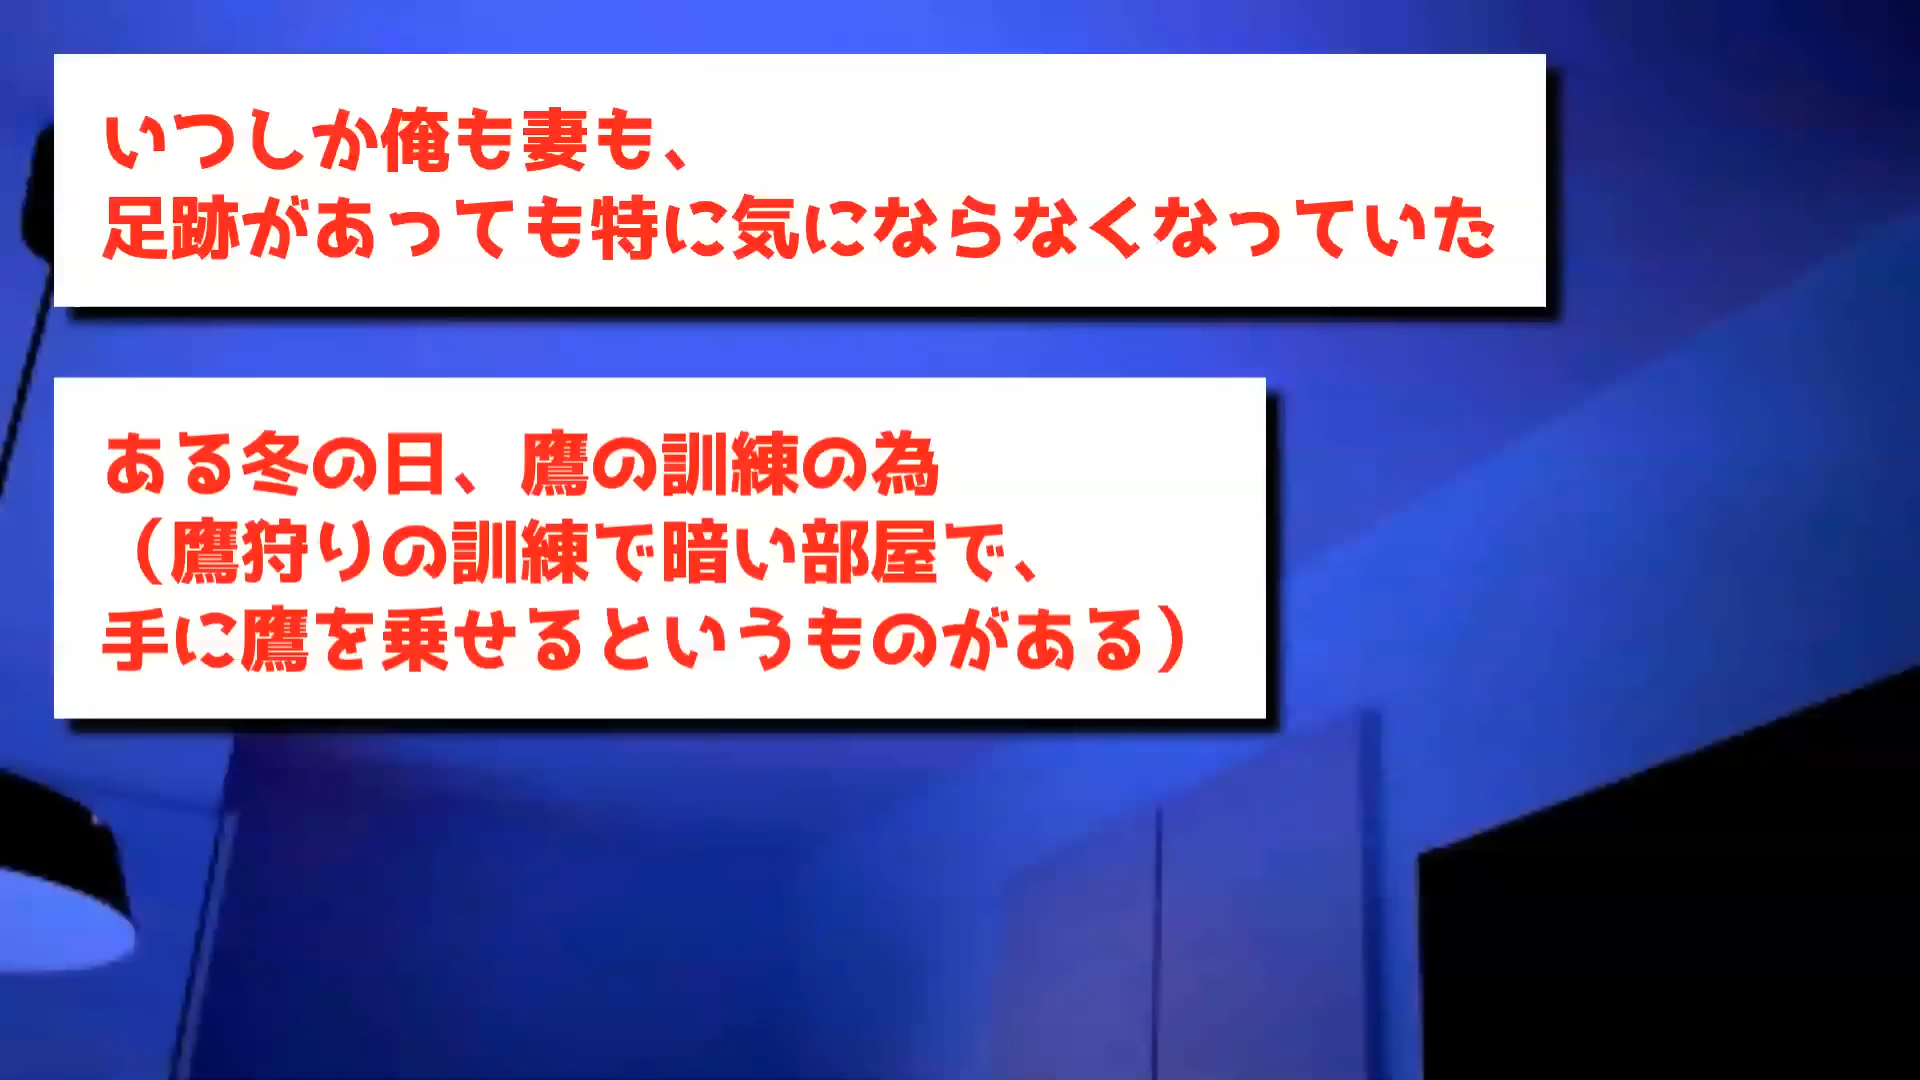 いつしか俺も妻も、
足跡があっても特に気にならなくなっていた
ある冬の日、鷹の訓練の為
（鷹狩りの訓練で暗い部屋で、
手に鷹を乗せるというものがある）